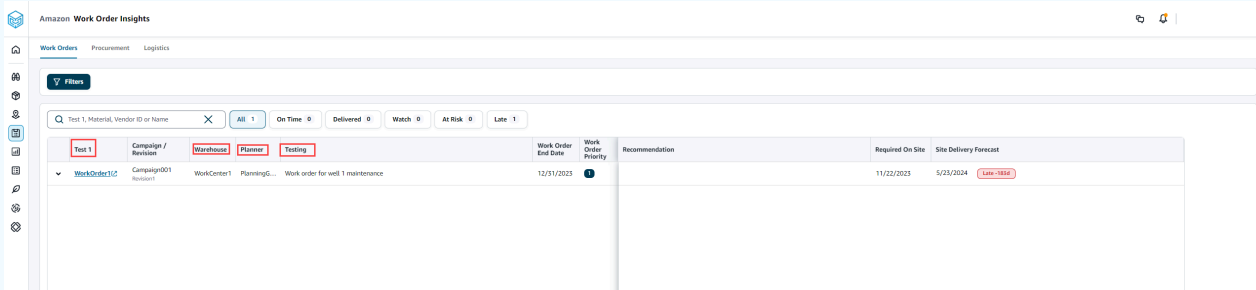 Amazon Work Order Insights
Work Orders Procurement Logistics
Filters
Test 1, Material, Vendor ID or Name
All 1 On Time 0 Delivered 0 Watch 0 At Risk 0 Late 1
Test 1
Campaign /
Revision
Warehouse
Planner
Testing
Work Order
End Date
Work
Order
Priority
Recommendation
Required On Site
Site Delivery Forecast
WorkOrder1
Campaign001
Revision1
WorkCenter1
PlanningG...
Work order for well 1 maintenance
12/31/2023
1
11/22/2023
5/23/2024
Late -183d